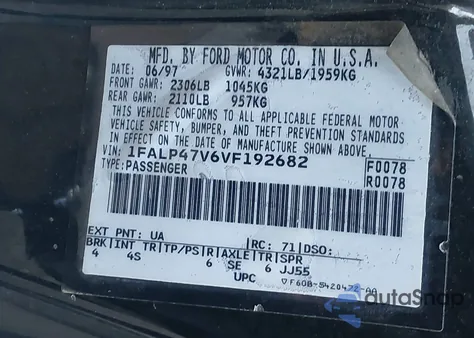 MFD. BY FORD MOTOR CO. IN U.S.A.
DATE: 06/97 GVWR: 4321LB/1959KG
FRONT GAWR: 2306LB 1045KG
REAR GAWR: 2110LB 957KG
THIS VEHICLE CONFORMS TO ALL APPLICABLE FEDERAL MOTOR
VEHICLE SAFETY, BUMPER, AND THEFT PREVENTION STANDARDS
IN EFFECT ON THE DATE OF MANUFACTURE SHOWN ABOVE.
VIN: 1FALP47V6VF192682 F0078
TYPE: PASSENGER R0078
EXT PNT: UA RC: 71 DSO:
BRK INT TR TP/PS R AXLE TR SPR
4 4S 6 SE 6 JJ55
UPC ▽F60B-5420472-AA
autoSnap